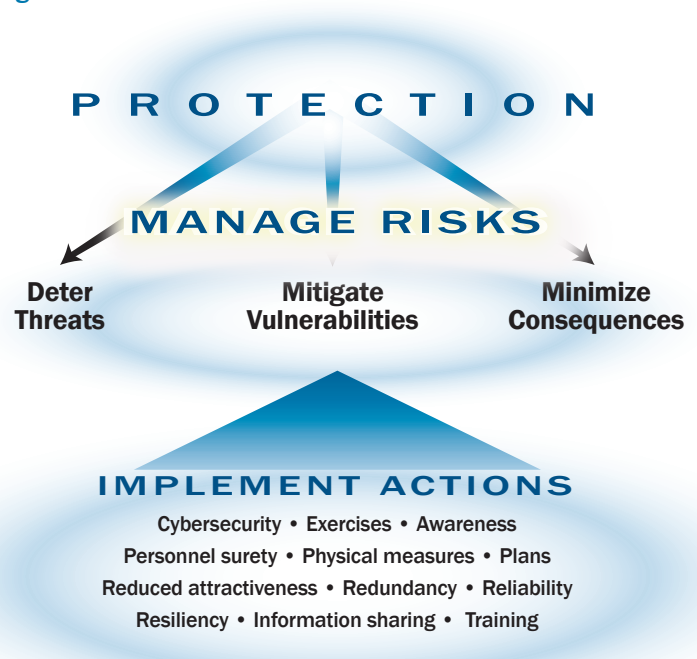 PROTECTION
MANAGE RISKS
Deter
Threats
Mitigate
Vulnerabilities
Minimize
Consequences
IMPLEMENT ACTIONS
Cybersecurity • Exercises • Awareness
Personnel surety • Physical measures • Plans
Reduced attractiveness • Redundancy • Reliability
Resiliency • Information sharing • Training